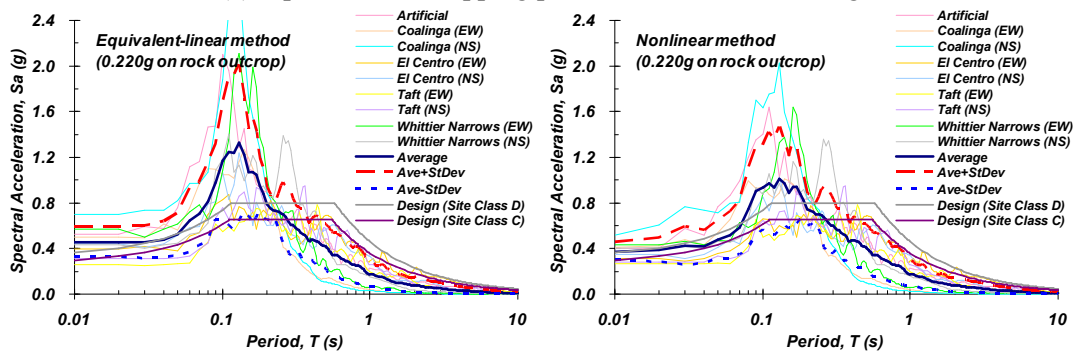 2.4
2.0
1.6
1.2
0.8
0.4
0.0
Spectral Acceleration, Sa (g)
Equivalent-linear method
(0.220g on rock outcrop)
Artificial
Coalinga (EW)
Coalinga (NS)
El Centro (EW)
El Centro (NS)
Taft (EW)
Taft (NS)
Whittier Narrows (EW)
Whittier Narrows (NS)
Average
Ave+StDev
Ave-StDev
Design (Site Class D)
Design (Site Class C)
0.01
0.1
1
10
Period, T (s)
2.4
2.0
1.6
1.2
0.8
0.4
0.0
Spectral Acceleration, Sa (g)
Nonlinear method
(0.220g on rock outcrop)
Artificial
Coalinga (EW)
Coalinga (NS)
El Centro (EW)
El Centro (NS)
Taft (EW)
Taft (NS)
Whittier Narrows (EW)
Whittier Narrows (NS)
Average
Ave+StDev
Ave-StDev
Design (Site Class D)
Design (Site Class C)
0.01
0.1
1
10
Period, T (s)